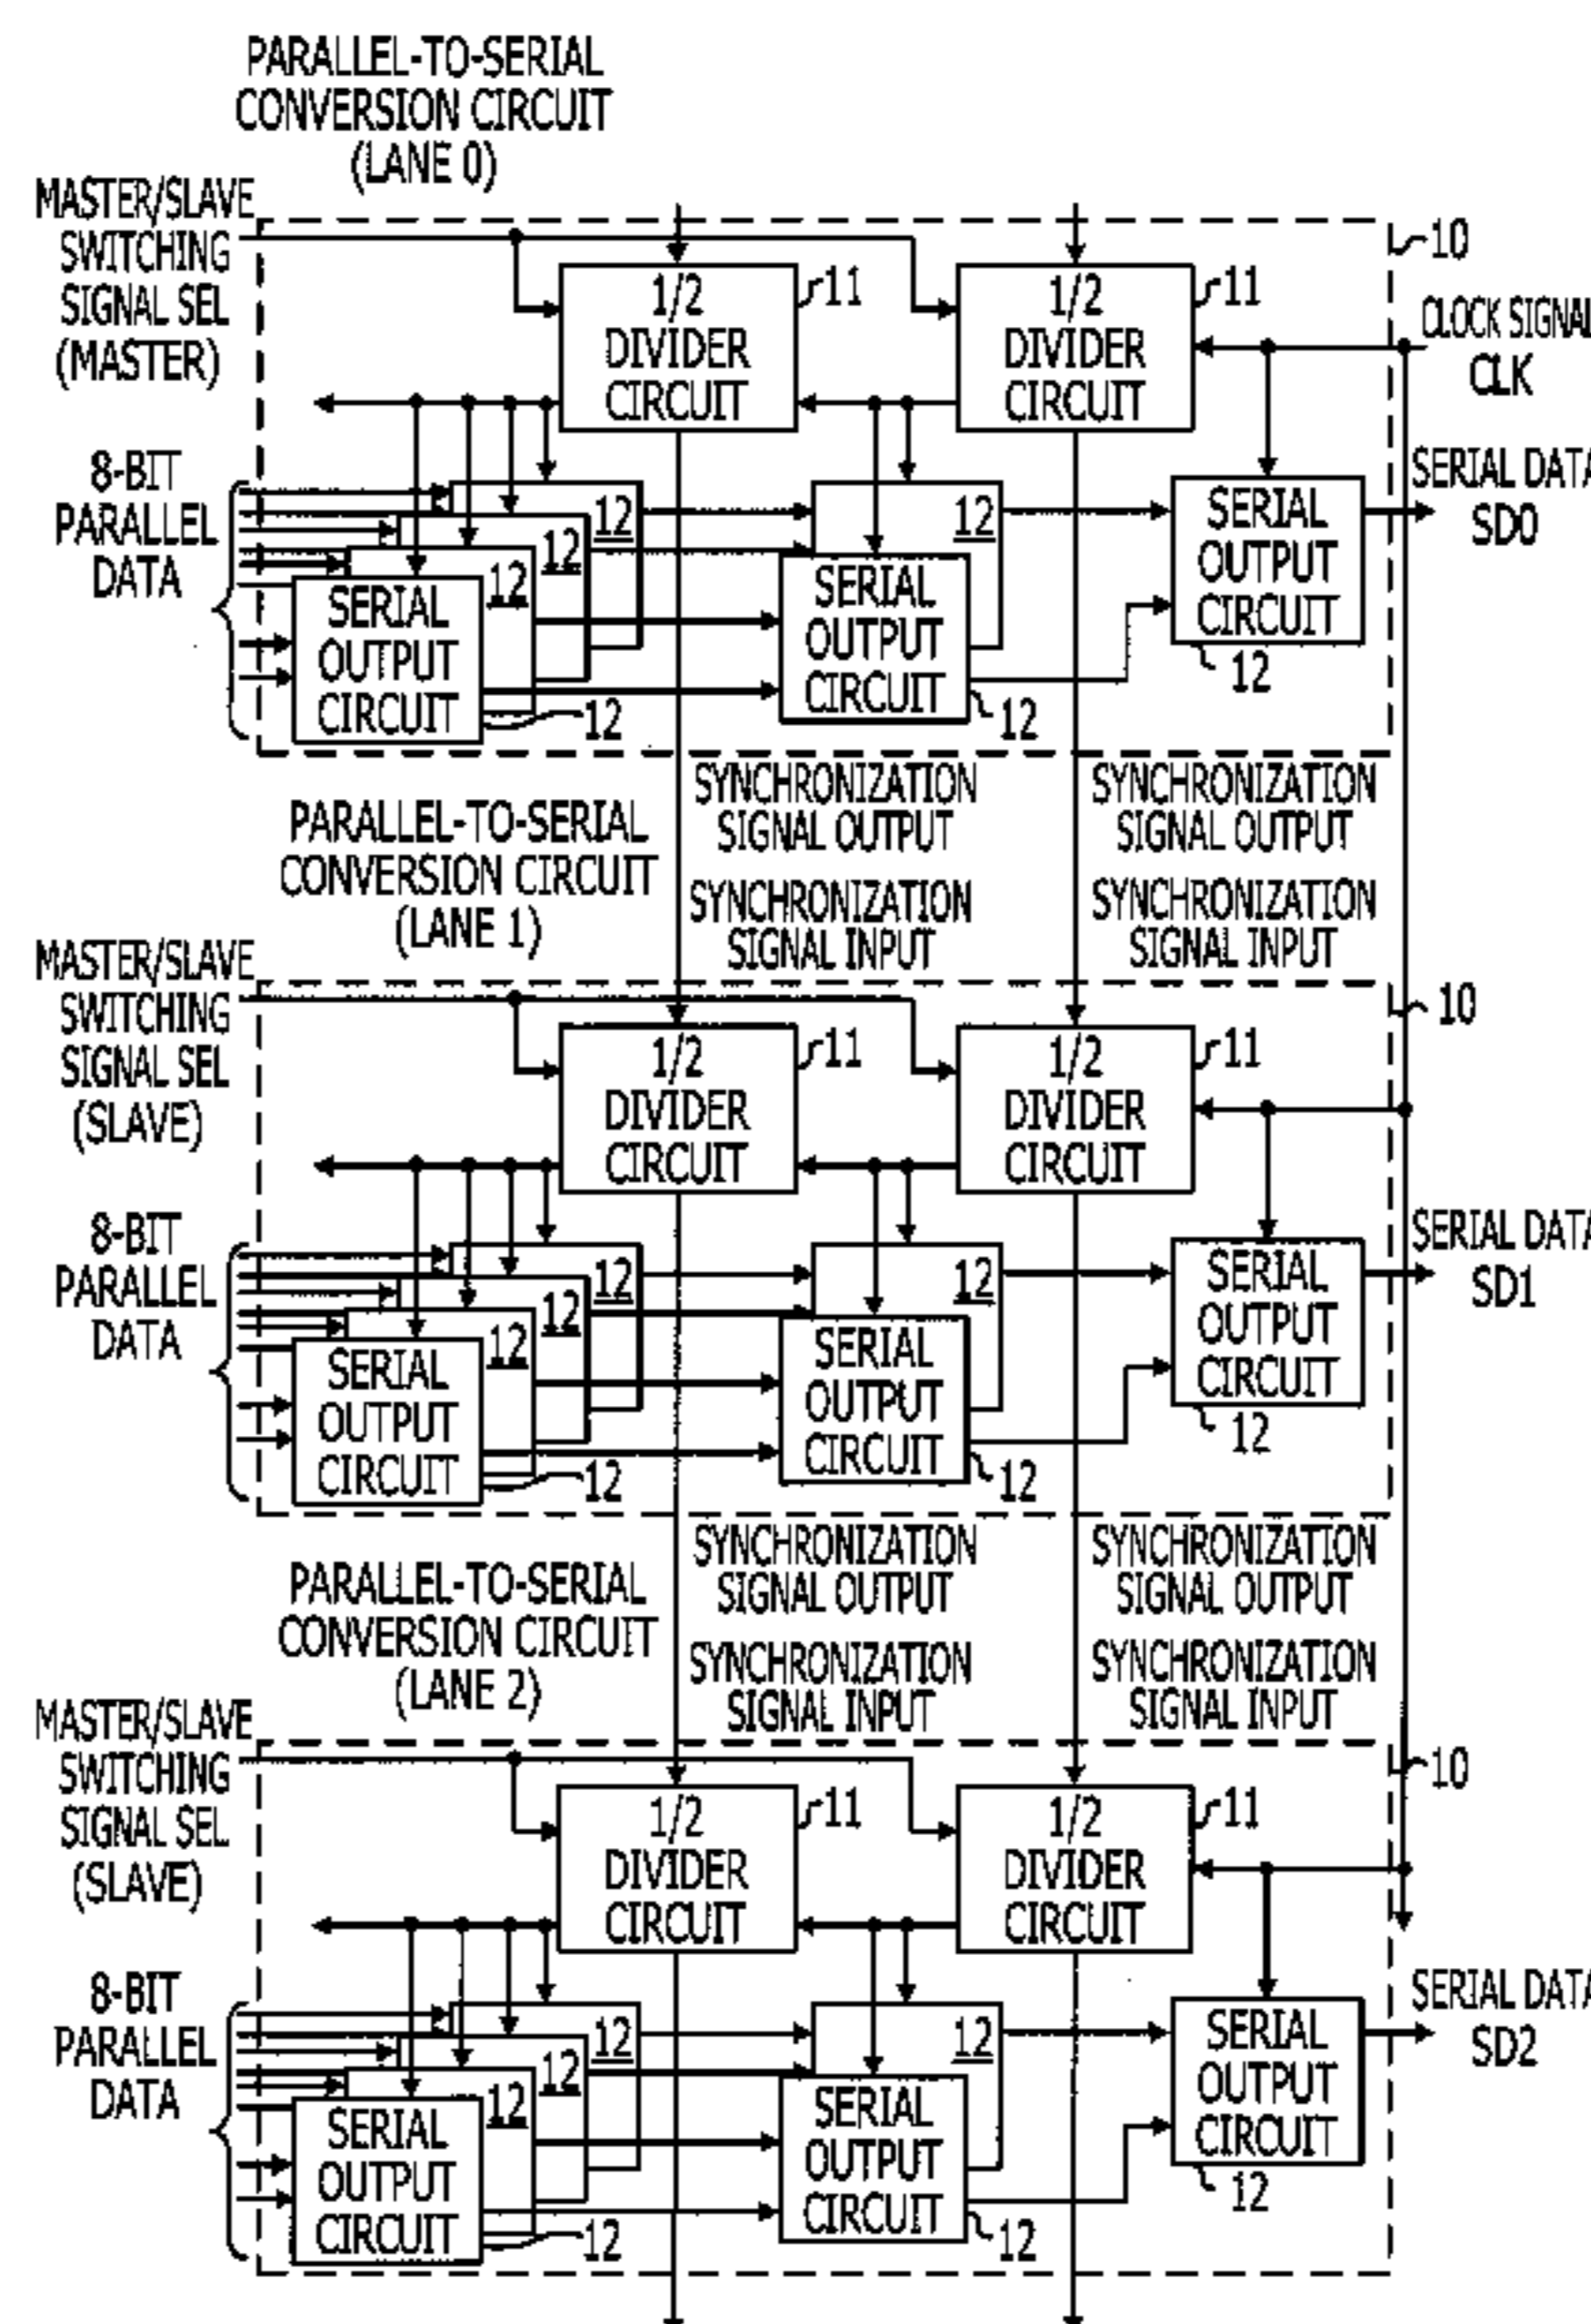 PARALLEL-TO-SERIAL
CONVERSION CIRCUIT
(LANE 0)
MASTER/SLAVE
SWITCHING
SIGNAL SEL
(MASTER)
10
1/2
DIVIDER
CIRCUIT
11
1/2
DIVIDER
CIRCUIT
11
CLOCK SIGNAL
CLK
8-BIT
PARALLEL
DATA
12
12
12
SERIAL
OUTPUT
CIRCUIT
12
12
SERIAL
OUTPUT
CIRCUIT
12
SERIAL
OUTPUT
CIRCUIT
12
SERIAL DATA
SD0
SYNCHRONIZATION
SIGNAL OUTPUT
SYNCHRONIZATION
SIGNAL OUTPUT
PARALLEL-TO-SERIAL
CONVERSION CIRCUIT
(LANE 1)
SYNCHRONIZATION
SIGNAL INPUT
SYNCHRONIZATION
SIGNAL INPUT
MASTER/SLAVE
SWITCHING
SIGNAL SEL
(SLAVE)
10
1/2
DIVIDER
CIRCUIT
11
1/2
DIVIDER
CIRCUIT
11
8-BIT
PARALLEL
DATA
12
12
12
SERIAL
OUTPUT
CIRCUIT
12
12
SERIAL
OUTPUT
CIRCUIT
12
SERIAL
OUTPUT
CIRCUIT
12
SERIAL DATA
SD1
SYNCHRONIZATION
SIGNAL OUTPUT
SYNCHRONIZATION
SIGNAL OUTPUT
PARALLEL-TO-SERIAL
CONVERSION CIRCUIT
(LANE 2)
SYNCHRONIZATION
SIGNAL INPUT
SYNCHRONIZATION
SIGNAL INPUT
MASTER/SLAVE
SWITCHING
SIGNAL SEL
(SLAVE)
10
1/2
DIVIDER
CIRCUIT
11
1/2
DIVIDER
CIRCUIT
11
8-BIT
PARALLEL
DATA
12
12
12
SERIAL
OUTPUT
CIRCUIT
12
12
SERIAL
OUTPUT
CIRCUIT
12
SERIAL
OUTPUT
CIRCUIT
12
SERIAL DATA
SD2